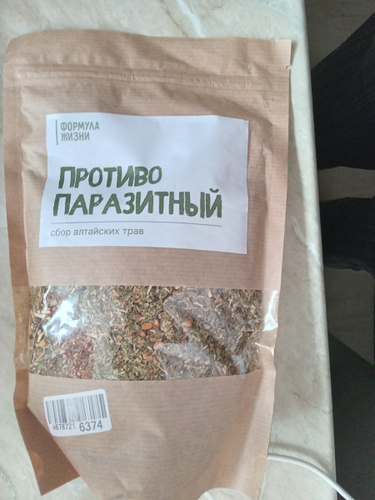 ФОРМУЛА
ЖИЗНИ
ПРОТИВО
ПАРАЗИТНЫЙ
сбор алтайских трав
6374